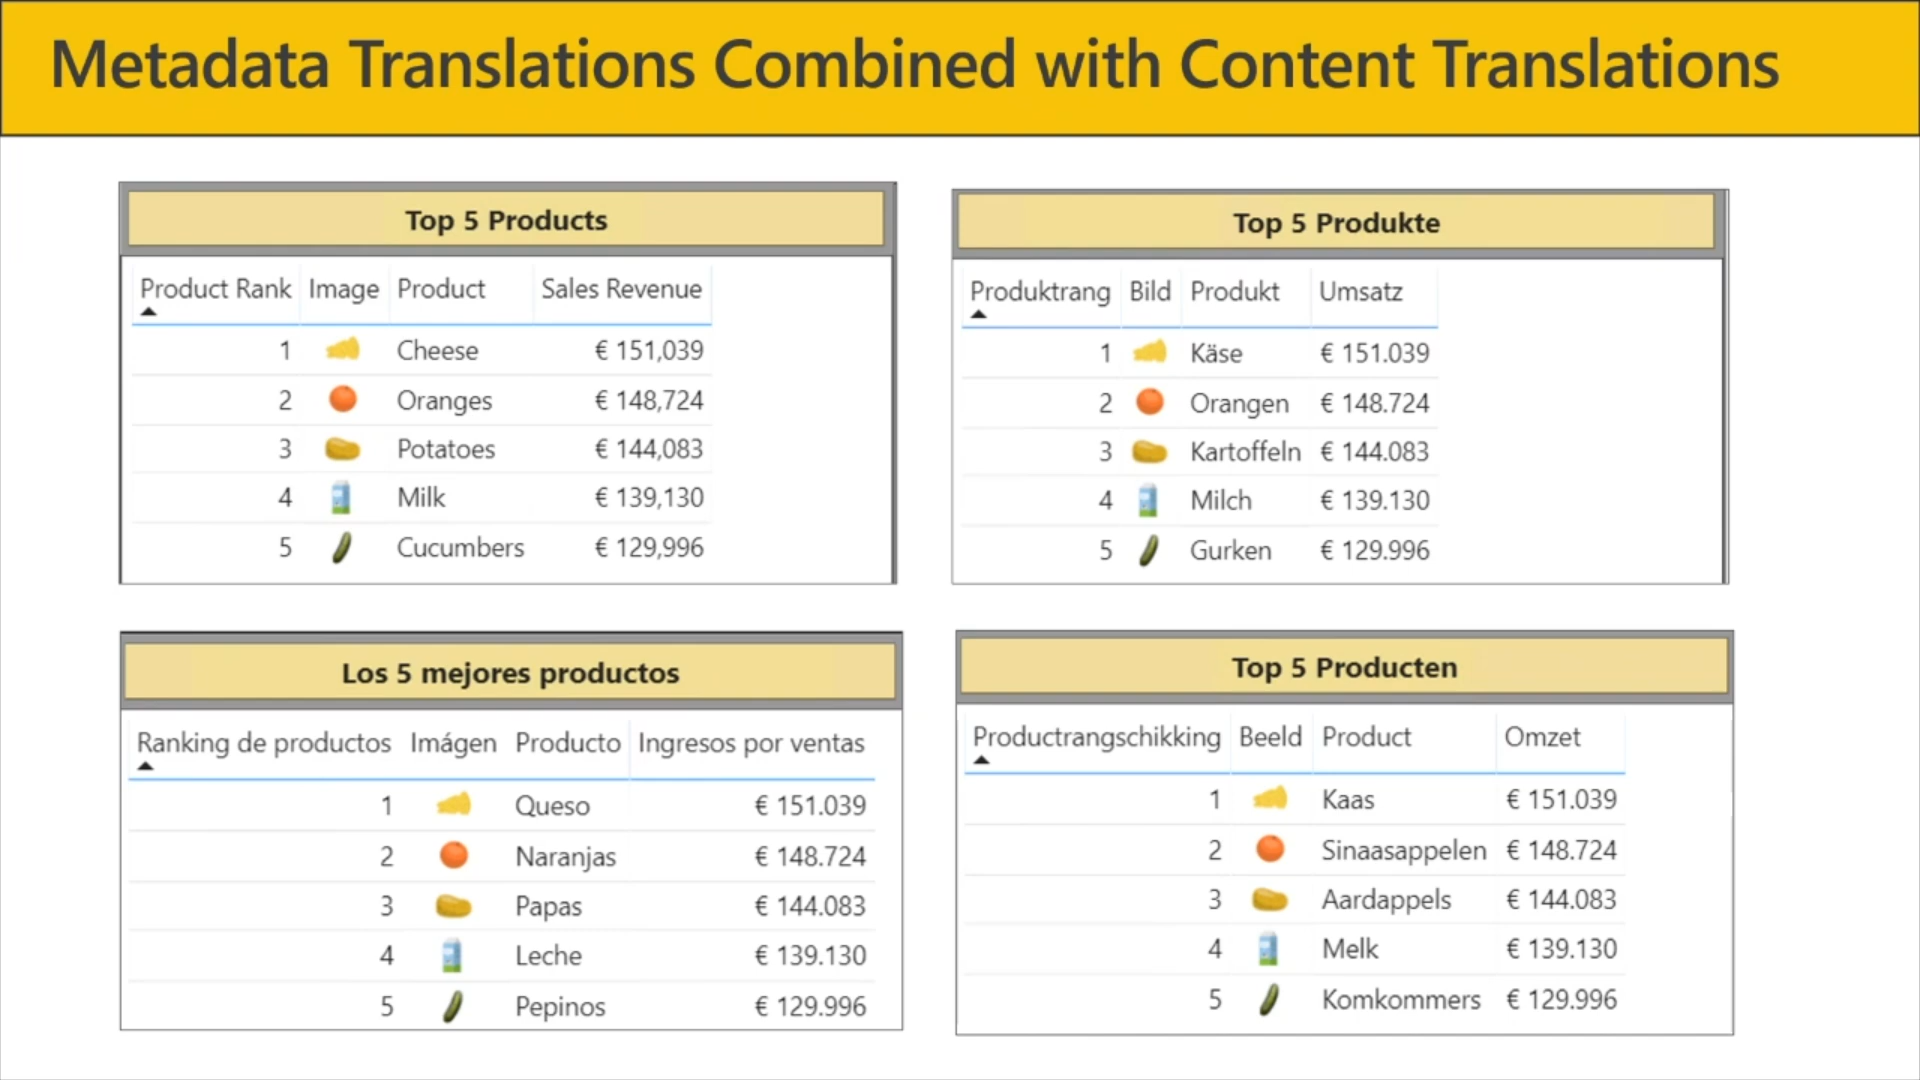 Metadata Translations Combined with Content Translations
Top 5 Products
Product Rank Image Product Sales Revenue
1 Cheese € 151,039
2 Oranges € 148,724
3 Potatoes € 144,083
4 Milk € 139,130
5 Cucumbers € 129,996
Top 5 Produkte
Produktrang Bild Produkt Umsatz
1 Käse € 151.039
2 Orangen € 148.724
3 Kartoffeln € 144.083
4 Milch € 139.130
5 Gurken € 129.996
Los 5 mejores productos
Ranking de productos Imágen Producto Ingresos por ventas
1 Queso € 151.039
2 Naranjas € 148.724
3 Papas € 144.083
4 Leche € 139.130
5 Pepinos € 129.996
Top 5 Producten
Productrangschikking Beeld Product Omzet
1 Kaas € 151.039
2 Sinaasappelen € 148.724
3 Aardappels € 144.083
4 Melk € 139.130
5 Komkommers € 129.996